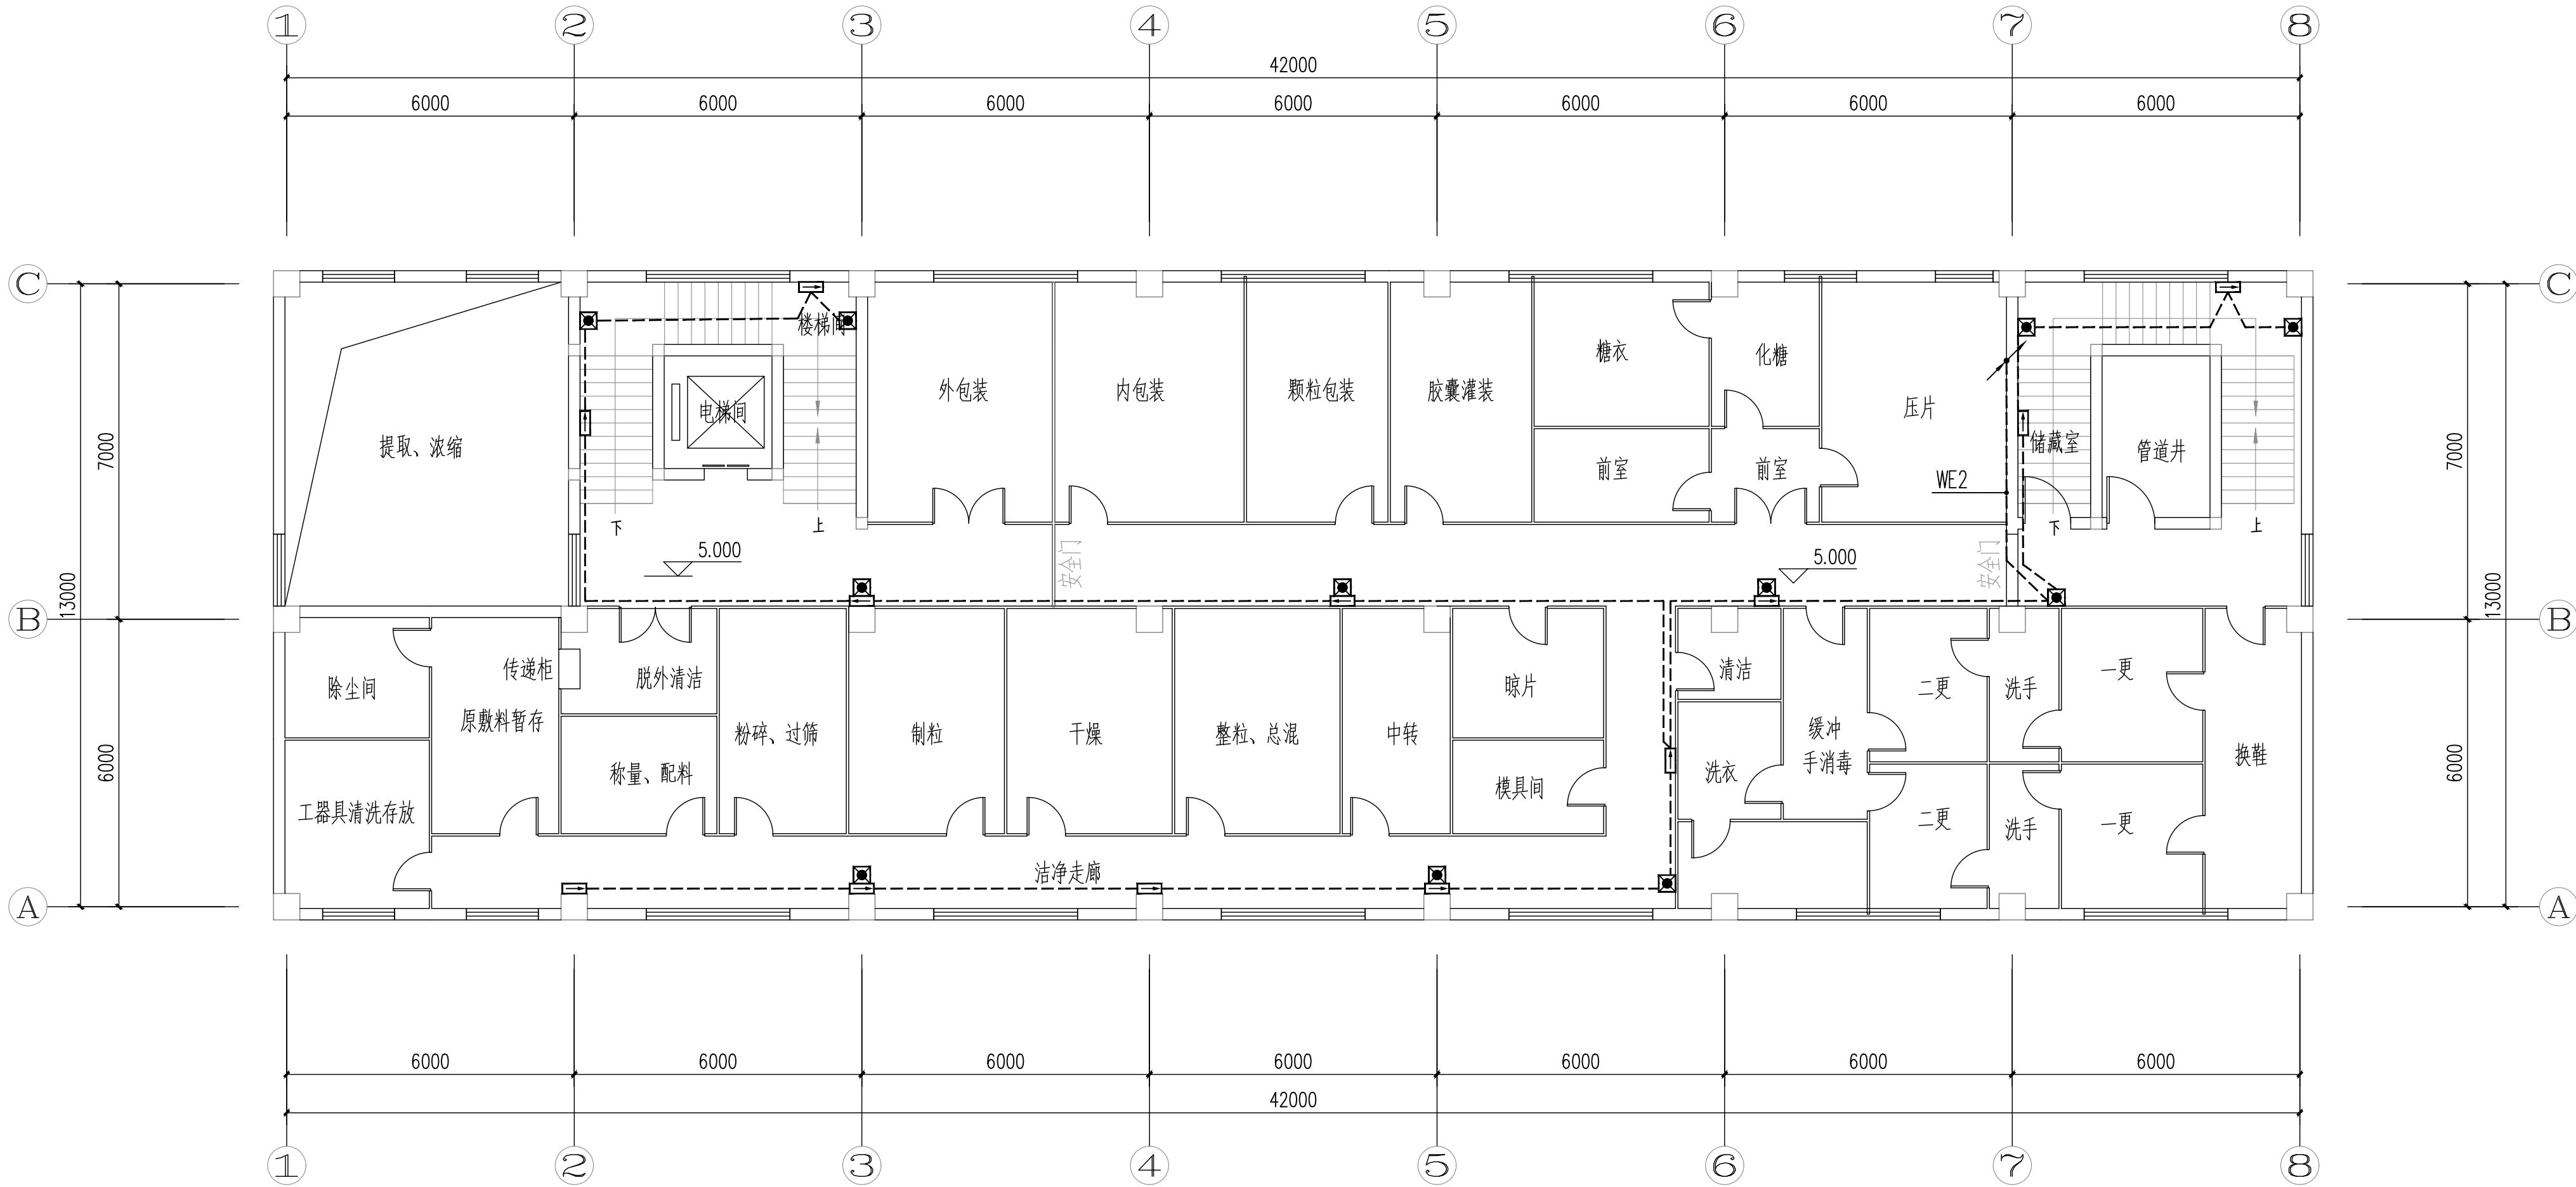 1 2 3 4 5 6 7 8
42000
6000 6000 6000 6000 6000 6000 6000
C C
楼梯间
糖衣 化糖
外包装 内包装 颗粒包装 胶囊灌装 压片
电梯间
提取、浓缩 储藏室 管道井
7000 7000
前室 前室
WE2
下 上 下 上
5.000 5.000
安全门 安全门
13000 13000
B B
传递柜 脱外清洁 清洁 一更
除尘间 晾片 二更 洗手
原敷料暂存 粉碎、过筛 制粒 干燥 整粒、总混 中转 缓冲
手消毒
换鞋
6000 6000
称量、配料 模具间 洗衣
工器具清洗存放 二更 洗手 一更
洁净走廊
A A
6000 6000 6000 6000 6000 6000 6000
42000
1 2 3 4 5 6 7 8